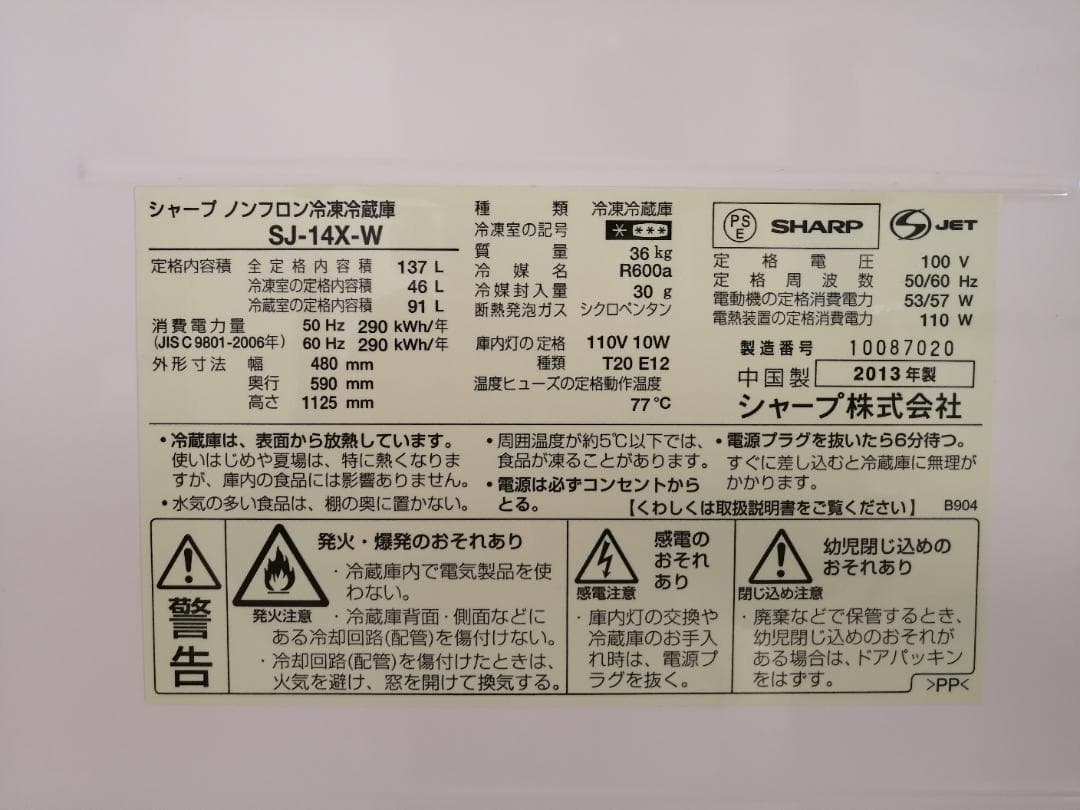 シャープ ノンフロン冷凍冷蔵庫
SJ-14X-W
定格内容積 全定格内容積 137 L
冷凍室の定格内容積 46 L
冷蔵室の定格内容積 91 L
消費電力量 50 Hz 290 kWh/年
(JIS C 9801-2006年) 60 Hz 290 kWh/年
外形寸法 幅 480 mm
奥行 590 mm
高さ 1125 mm
種類 冷凍冷蔵庫
冷凍室の記号 * ***
質量 36 kg
冷媒名 R600a
冷媒封入量 30 g
断熱発泡ガス シクロペンタン
庫内灯の定格 110V 10W
種類 T20 E12
温度ヒューズの定格動作温度
77℃
PSE SHARP S JET
定格電圧 100 V
定格周波数 50/60 Hz
電動機の定格消費電力 53/57 W
電熱装置の定格消費電力 110 W
製造番号 10087020
中国製 2013年製
シャープ株式会社
・冷蔵庫は、表面から放熱しています。
使いはじめや夏場は、特に熱くなりま
すが、庫内の食品には影響ありません。
・水気の多い食品は、棚の奥に置かない。
・周囲温度が約5℃以下では、
食品が凍ることがあります。
・電源は必ずコンセントから
とる。
・電源プラグを抜いたら6分待つ。
すぐに差し込むと冷蔵庫に無理が
かかります。
【くわしくは取扱説明書をご覧ください】 B904
警告
発火注意
発火・爆発のおそれあり
・冷蔵庫内で電気製品を使
わない。
・冷蔵庫背面・側面などに
ある冷却回路(配管)を傷付けない。
・冷却回路(配管)を傷付けたときは、
火気を避け、窓を開けて換気する。
感電注意
感電の
おそれ
あり
・庫内灯の交換や
冷蔵庫のお手入
れ時は、電源プ
ラグを抜く。
閉じ込め注意
幼児閉じ込めの
おそれあり
・廃棄などで保管するとき、
幼児閉じ込めのおそれが
ある場合は、ドアパッキン
をはずす。
>PP<